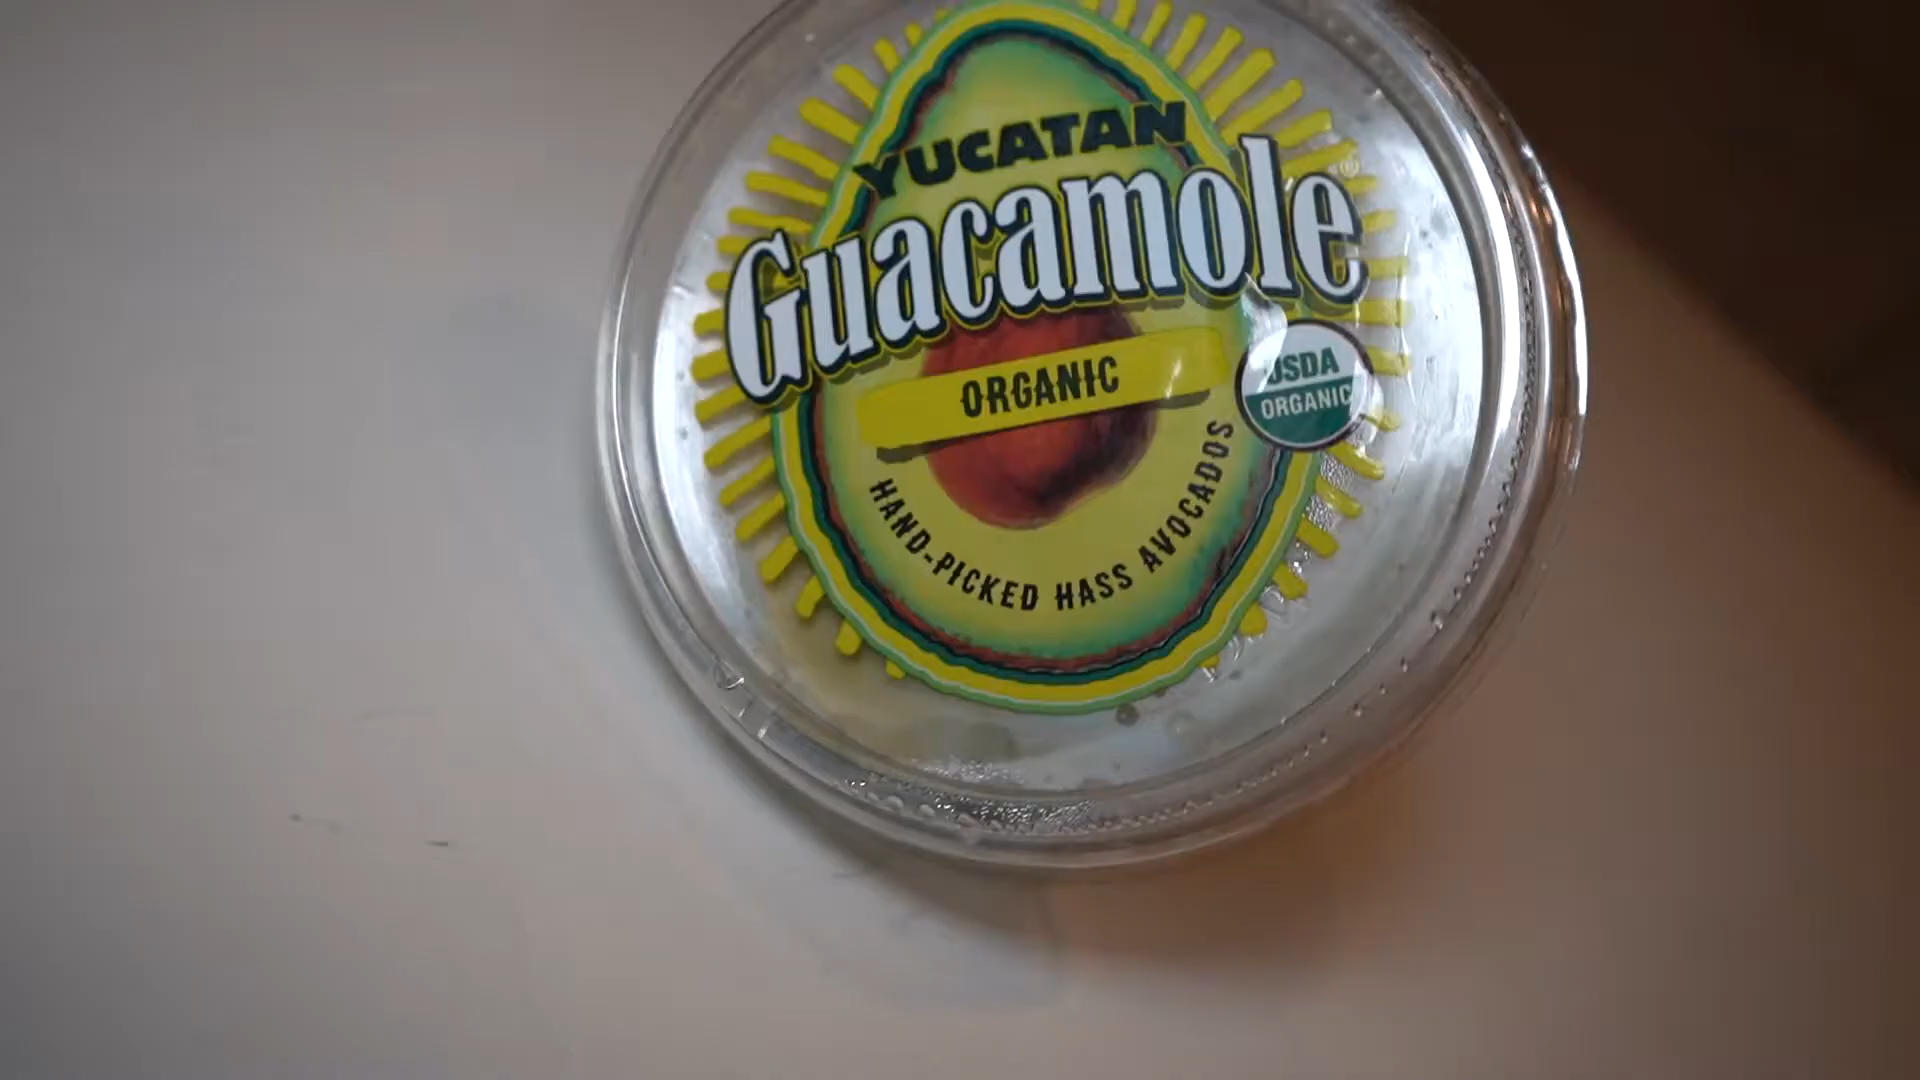 YUCATAN
Guacamole®
ORGANIC
USDA
ORGANIC
HAND-PICKED HASS AVOCADOS